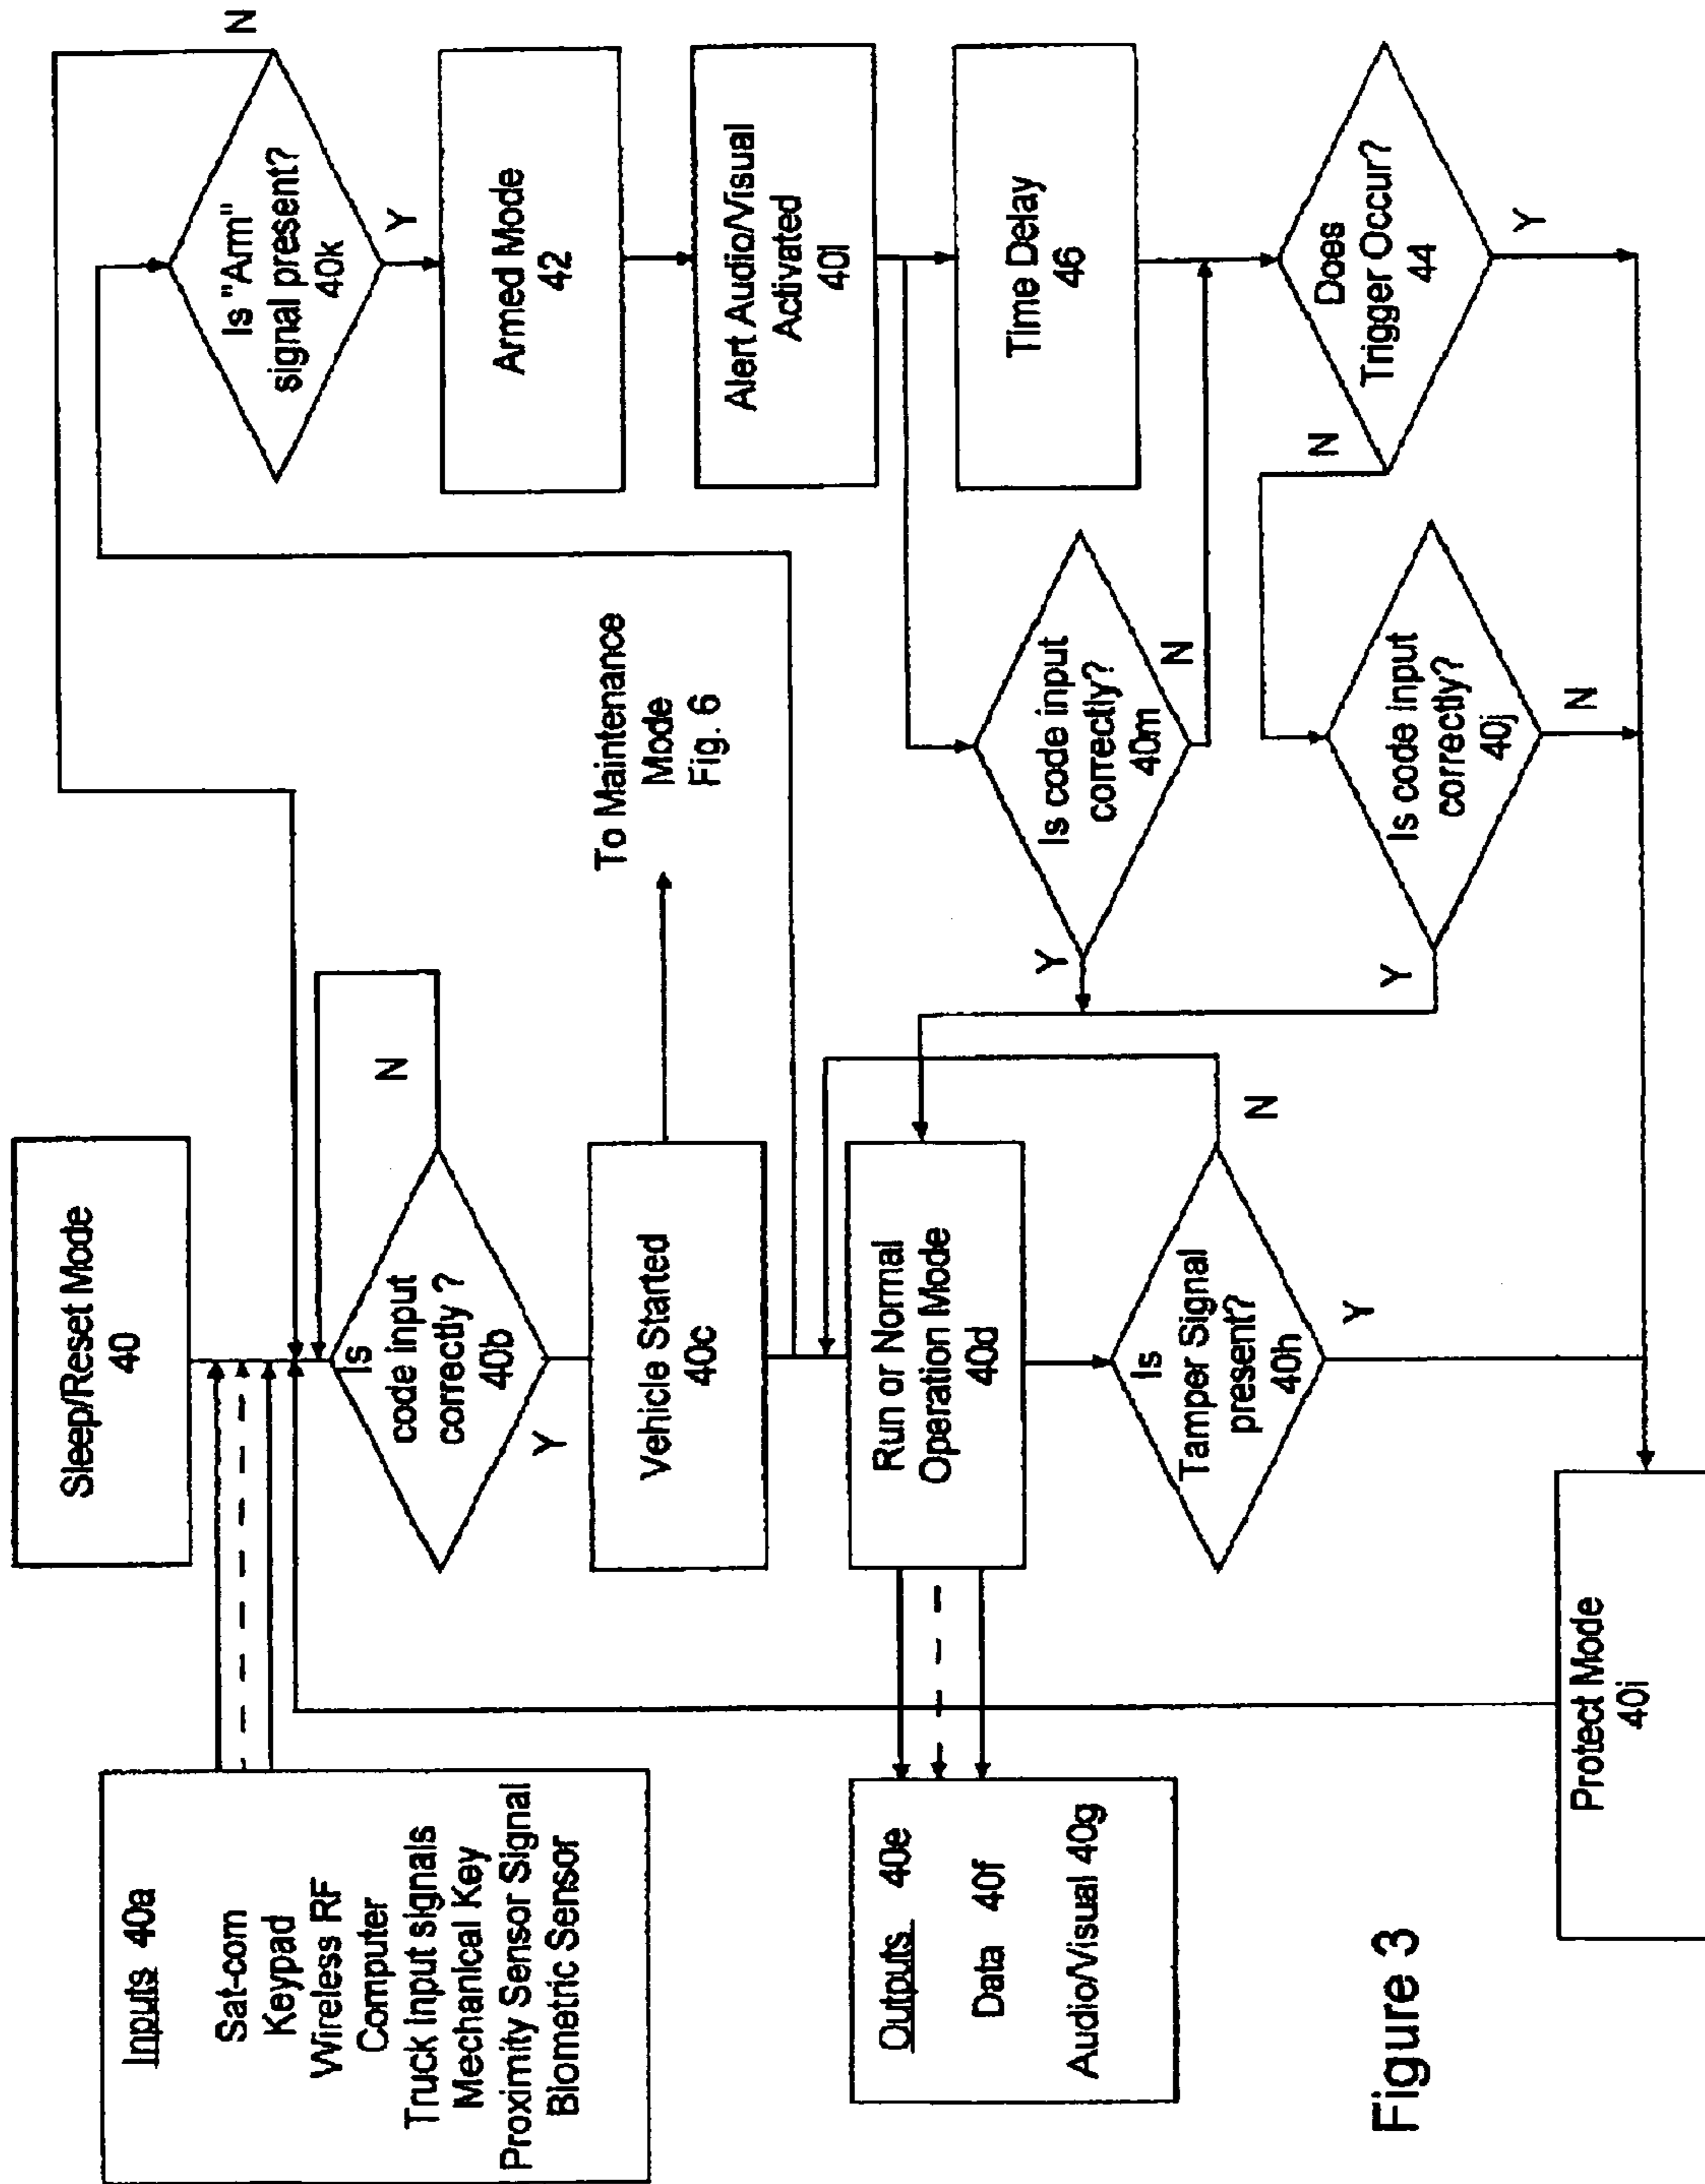 Inputs 40a
Sat-com
Keypad
Wireless RF
Computer
Truck Input signals
Mechanical Key
Proximity Sensor Signal
Biometric Sensor
Sleep/Reset Mode
40
Is
code input
correctly ?
40b
N
Y
Vehicle Started
40c
To Maintenance
Mode
Fig. 6
Run or Normal
Operation Mode
40d
Outputs 40e
Data 40f
Audio/Visual 40g
Is
Tamper Signal
present?
40h
N
Y
Protect Mode
40i
Is "Arm"
signal present?
40k
N
Y
Armed Mode
42
Alert Audio/Visual
Activated
40l
Time Delay
46
Is code input
correctly?
40m
Y
N
Does
Trigger Occur?
44
N
Y
Is code input
correctly?
40j
Y
N
Figure 3